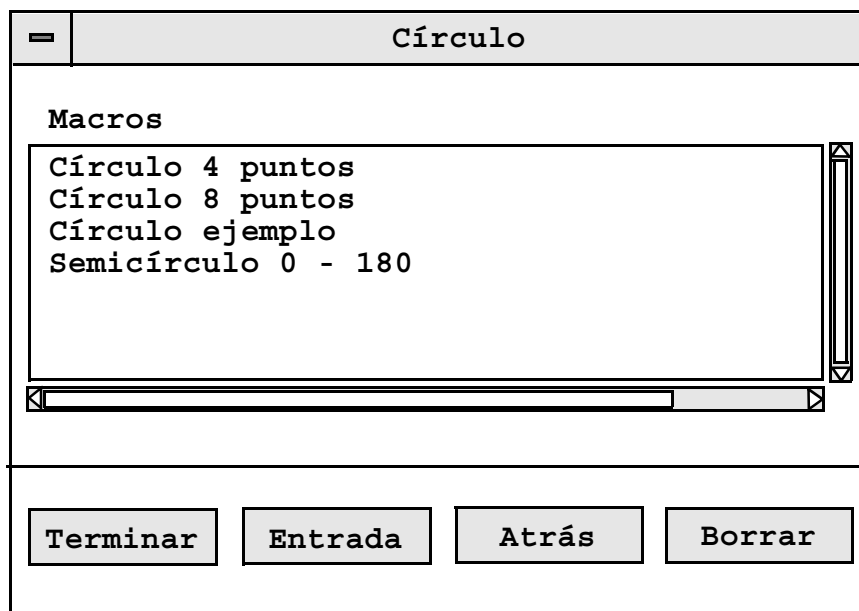 Círculo
Macros
Círculo 4 puntos
Círculo 8 puntos
Círculo ejemplo
Semicírculo 0 - 180
Terminar Entrada Atrás Borrar